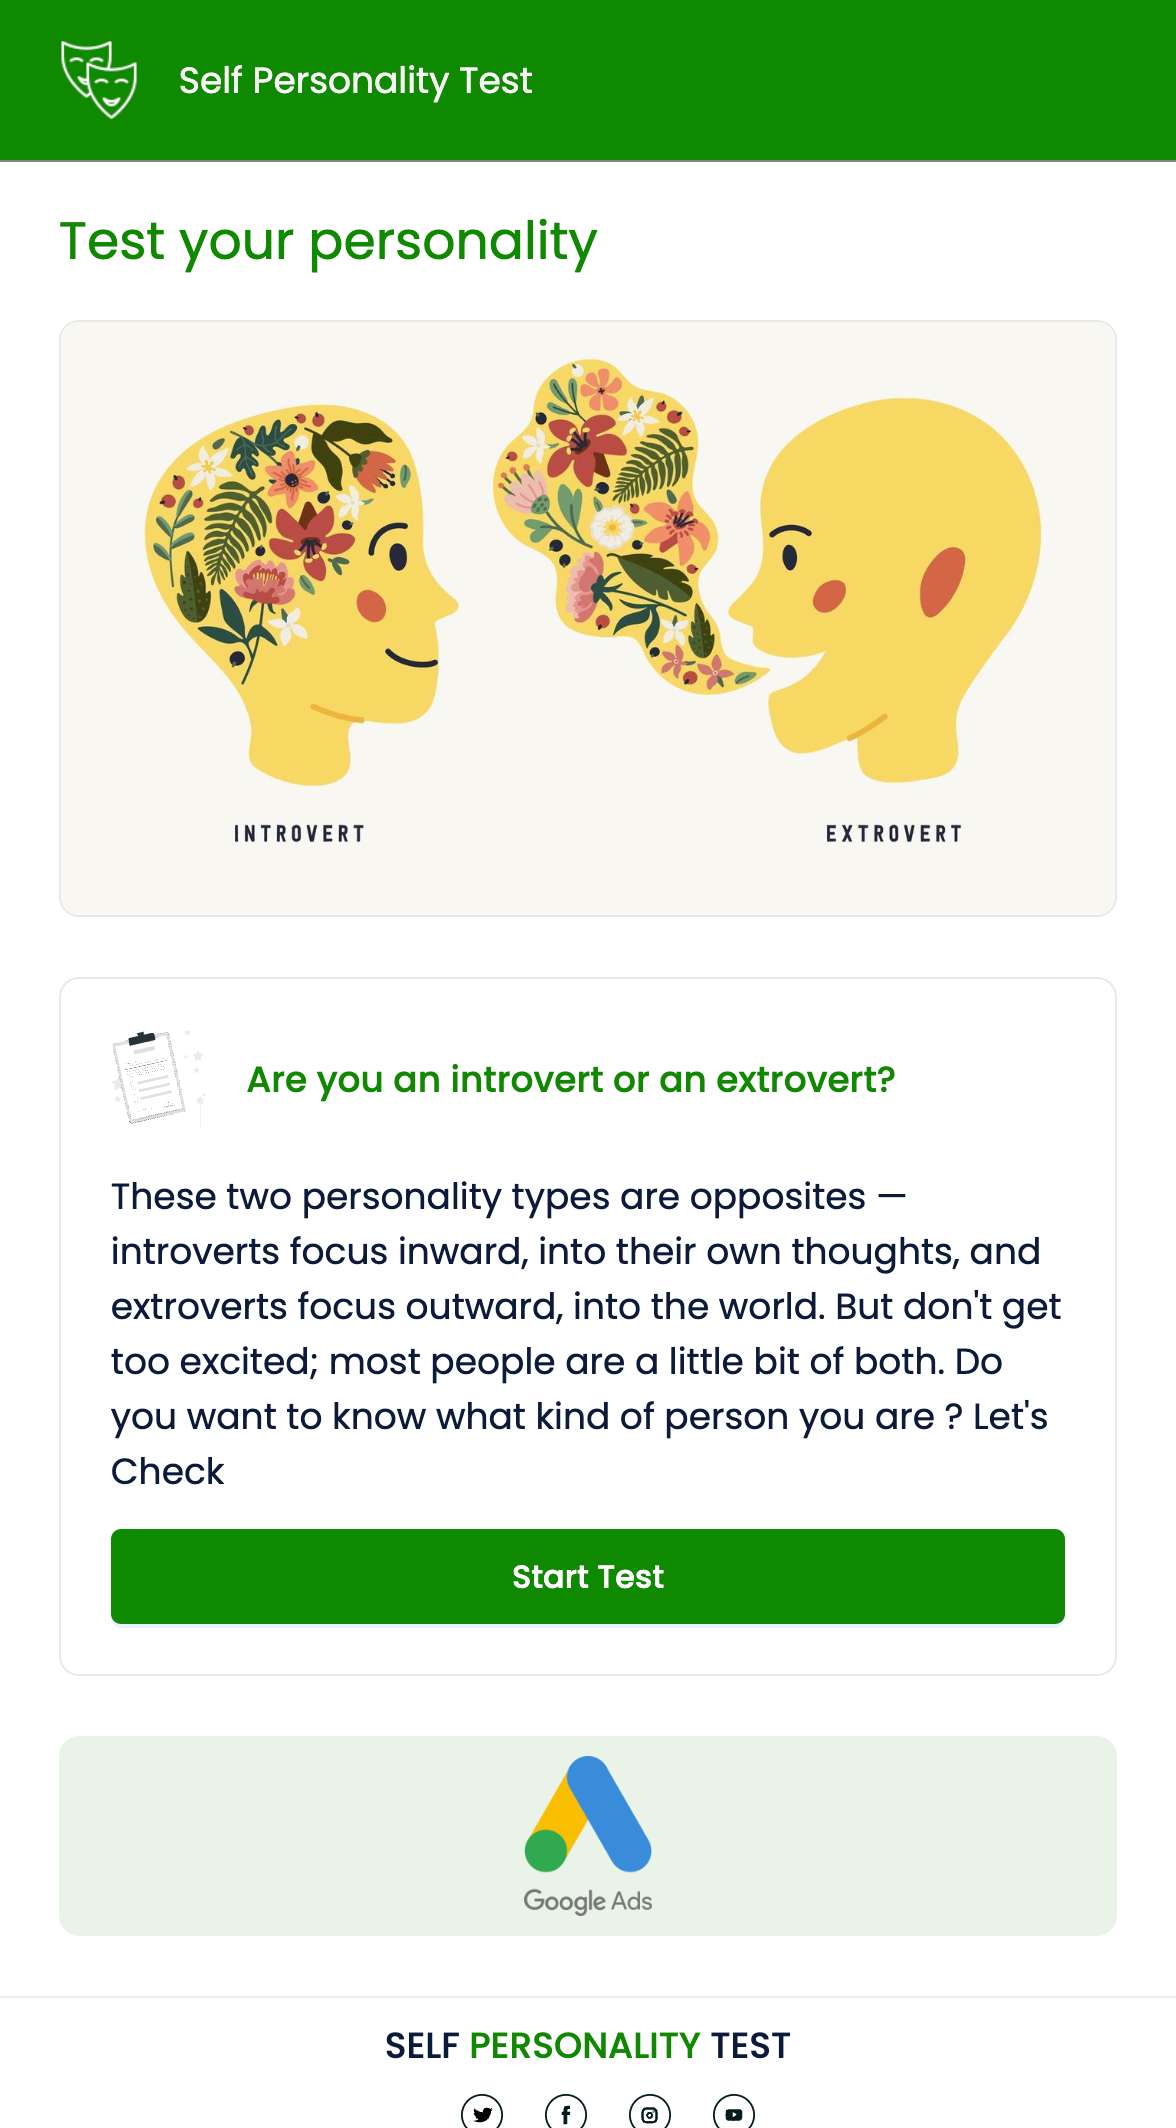 Self Personality Test
Test your personality
INTROVERT
EXTROVERT
Are you an introvert or an extrovert?
These two personality types are opposites —
introverts focus inward, into their own thoughts, and
extroverts focus outward, into the world. But don't get
too excited; most people are a little bit of both. Do
you want to know what kind of person you are ? Let's
Check
Start Test
Google Ads
SELF PERSONALITY TEST